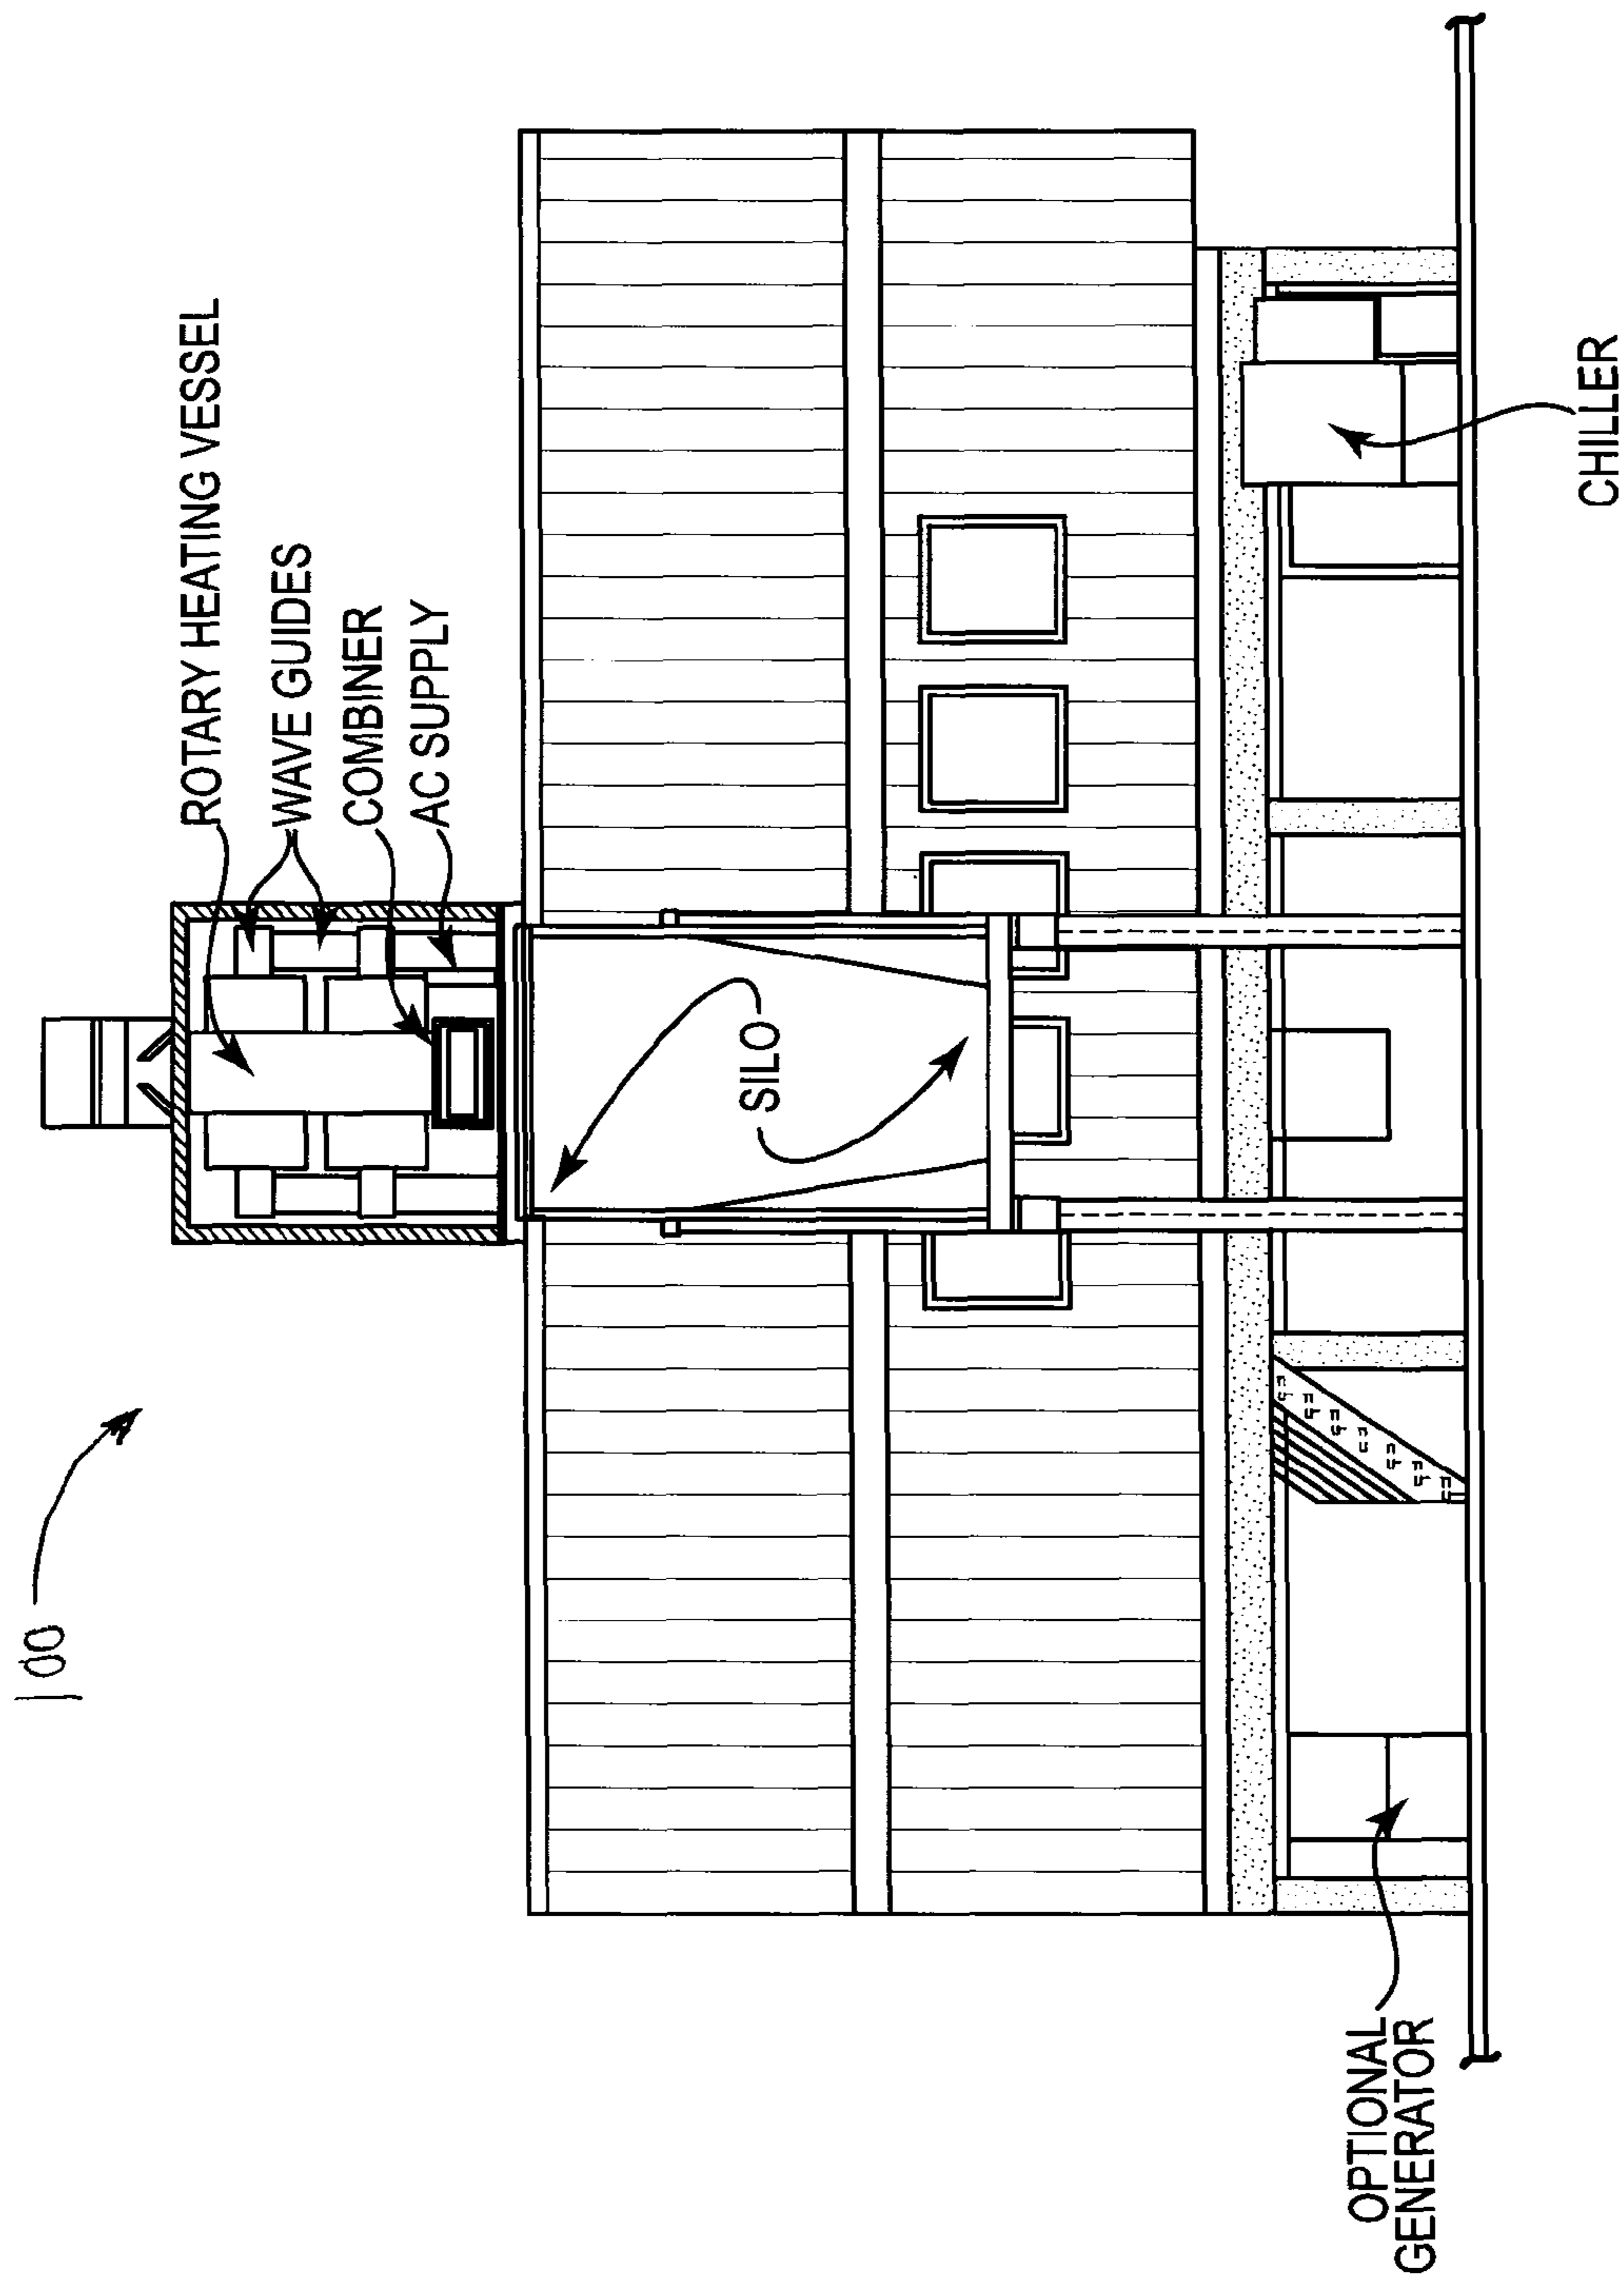 100
ROTARY HEATING VESSEL
WAVE GUIDES
COMBINER
AC SUPPLY
SILO
OPTIONAL
GENERATOR
CHILLER